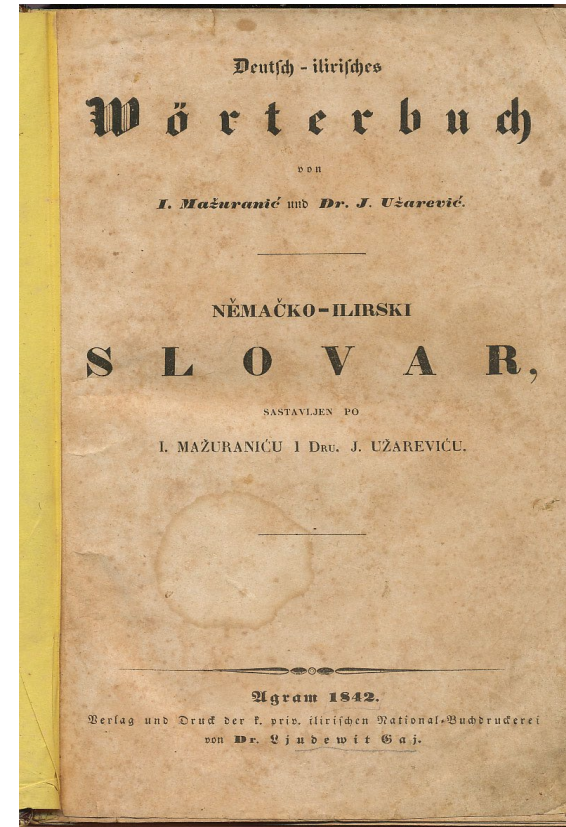 Deutsch-ilirisches
Wörterbuch
von
I. Mažuranić und Dr. J. Užarević.
NĚMAČKO-ILIRSKI
SLOVAR,
SASTAVLJEN PO
I. MAŽURANIĆU I DRU. J. UŽAREVIĆU.
Agram 1842.
Verlag und Druck der k. priv. ilirischen National-Buchdruckerei
von Dr. Ljudewit Gaj.